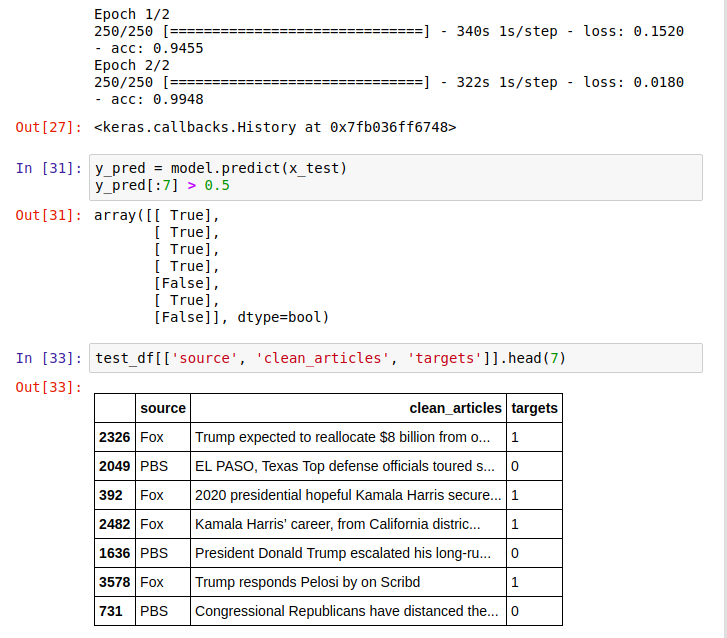 Epoch 1/2
250/250 [==============================] - 340s 1s/step - loss: 0.1520
- acc: 0.9455
Epoch 2/2
250/250 [==============================] - 322s 1s/step - loss: 0.0180
- acc: 0.9948
Out[27]: <keras.callbacks.History at 0x7fb036ff6748>
In [31]: y_pred = model.predict(x_test)
y_pred[:7] > 0.5
Out[31]: array([[ True],
[ True],
[ True],
[ True],
[False],
[ True],
[False]], dtype=bool)
In [33]: test_df[['source', 'clean_articles', 'targets']].head(7)
Out[33]:
source clean_articles targets
2326 Fox Trump expected to reallocate $8 billion from o... 1
2049 PBS EL PASO, Texas Top defense officials toured s... 0
392 Fox 2020 presidential hopeful Kamala Harris secure... 1
2482 Fox Kamala Harris' career, from California distric... 1
1636 PBS President Donald Trump escalated his long-ru... 0
3578 Fox Trump responds Pelosi by on Scribd 1
731 PBS Congressional Republicans have distanced the... 0